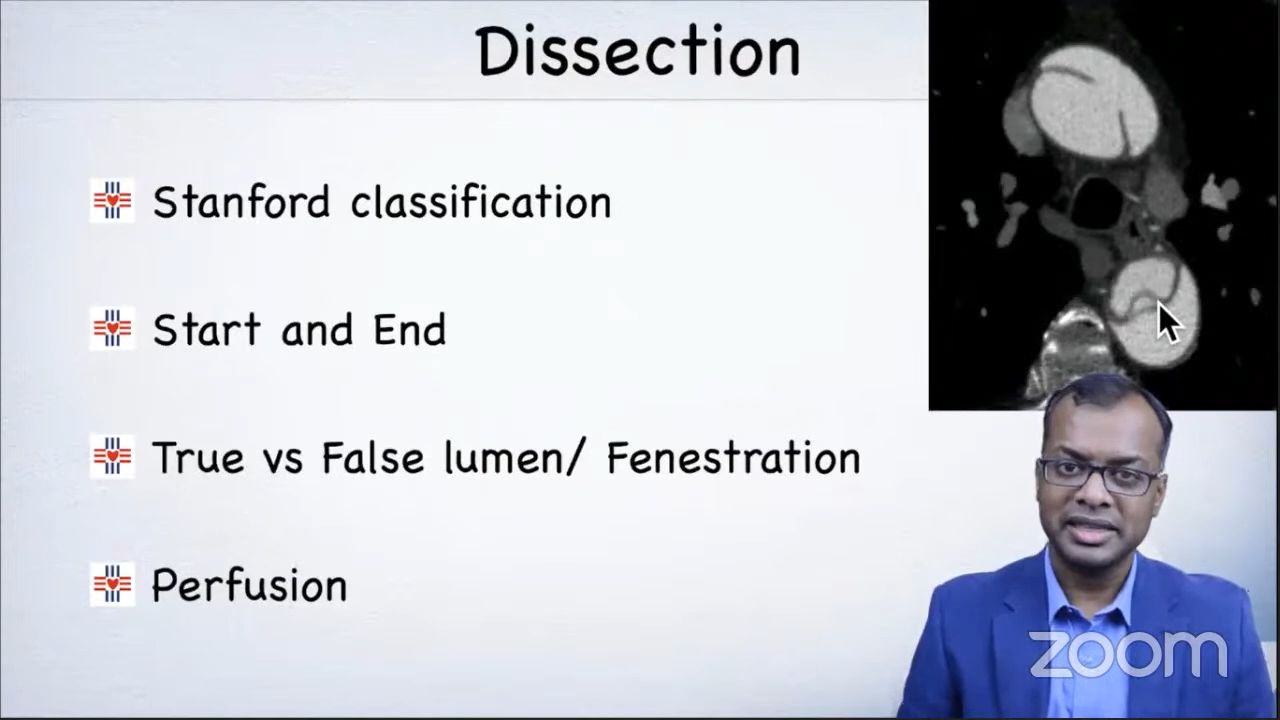 Dissection
Stanford classification
Start and End
True vs False lumen/ Fenestration
Perfusion
zoom